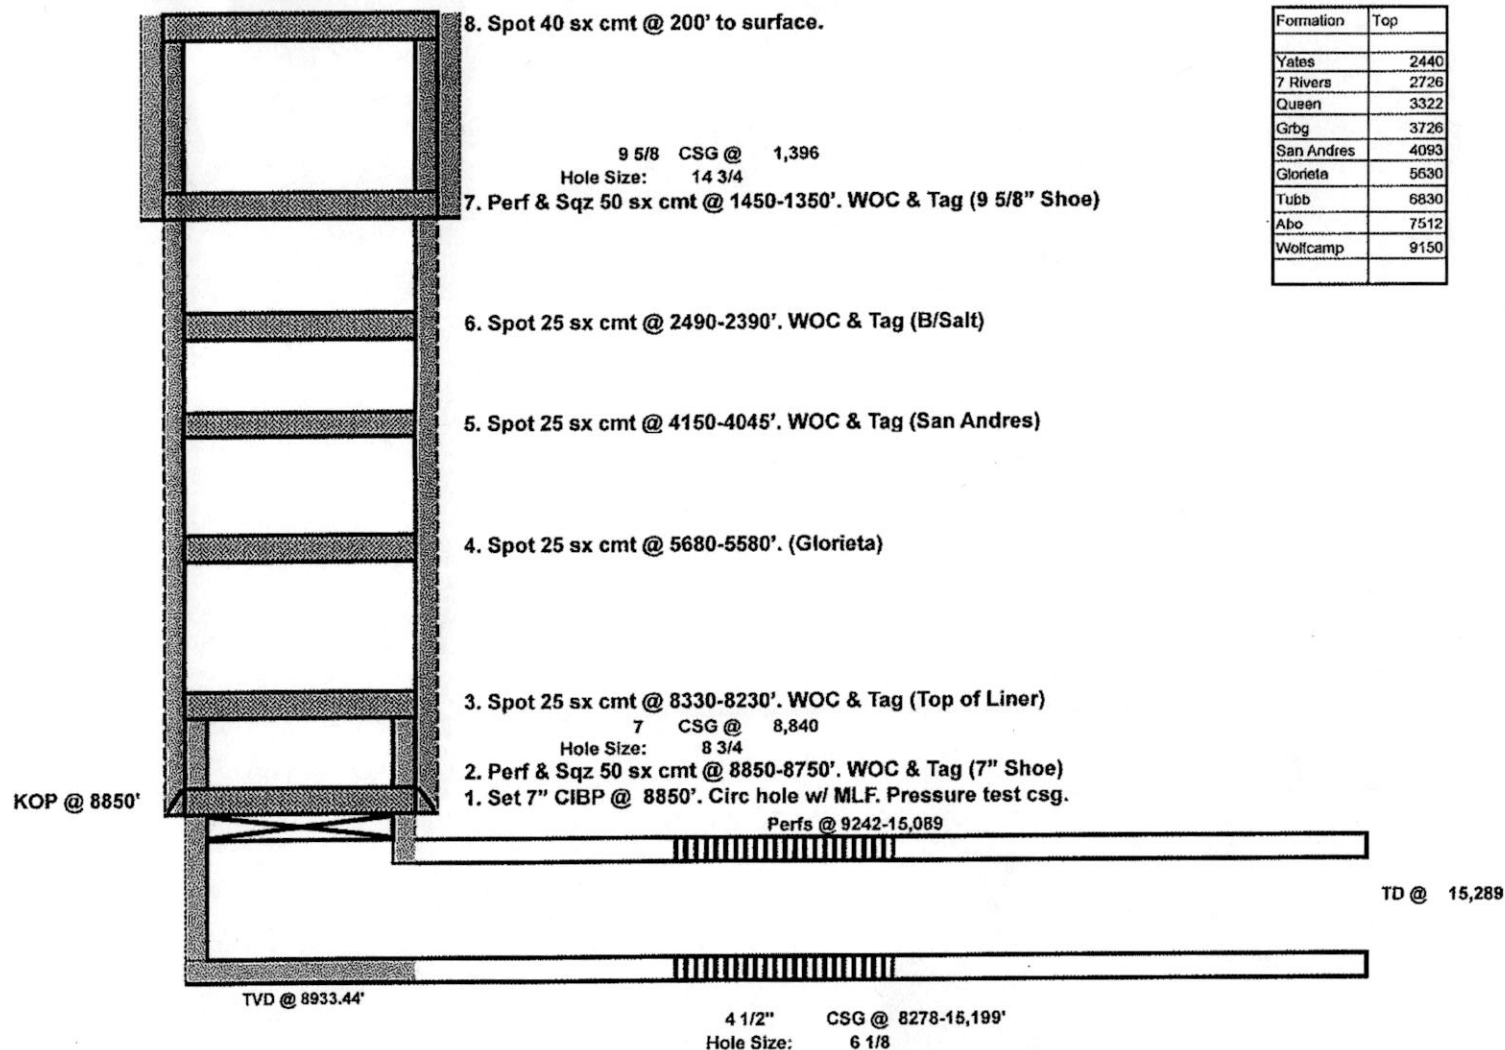 8. Spot 40 sx cmt @ 200' to surface.
Formation Top
Yates 2440
7 Rivers 2726
Queen 3322
Grbg 3726
San Andres 4093
Glorieta 5630
Tubb 6830
Abo 7512
Wolfcamp 9150
9 5/8 CSG @ 1,396
Hole Size: 14 3/4
7. Perf & Sqz 50 sx cmt @ 1450-1350'. WOC & Tag (9 5/8" Shoe)
6. Spot 25 sx cmt @ 2490-2390'. WOC & Tag (B/Salt)
5. Spot 25 sx cmt @ 4150-4045'. WOC & Tag (San Andres)
4. Spot 25 sx cmt @ 5680-5580'. (Glorieta)
3. Spot 25 sx cmt @ 8330-8230'. WOC & Tag (Top of Liner)
7 CSG @ 8,840
Hole Size: 8 3/4
2. Perf & Sqz 50 sx cmt @ 8850-8750'. WOC & Tag (7" Shoe)
KOP @ 8850'
1. Set 7" CIBP @ 8850'. Circ hole w/ MLF. Pressure test csg.
Perfs @ 9242-15,089
TD @ 15,289
TVD @ 8933.44'
4 1/2" CSG @ 8278-15,199'
Hole Size: 6 1/8